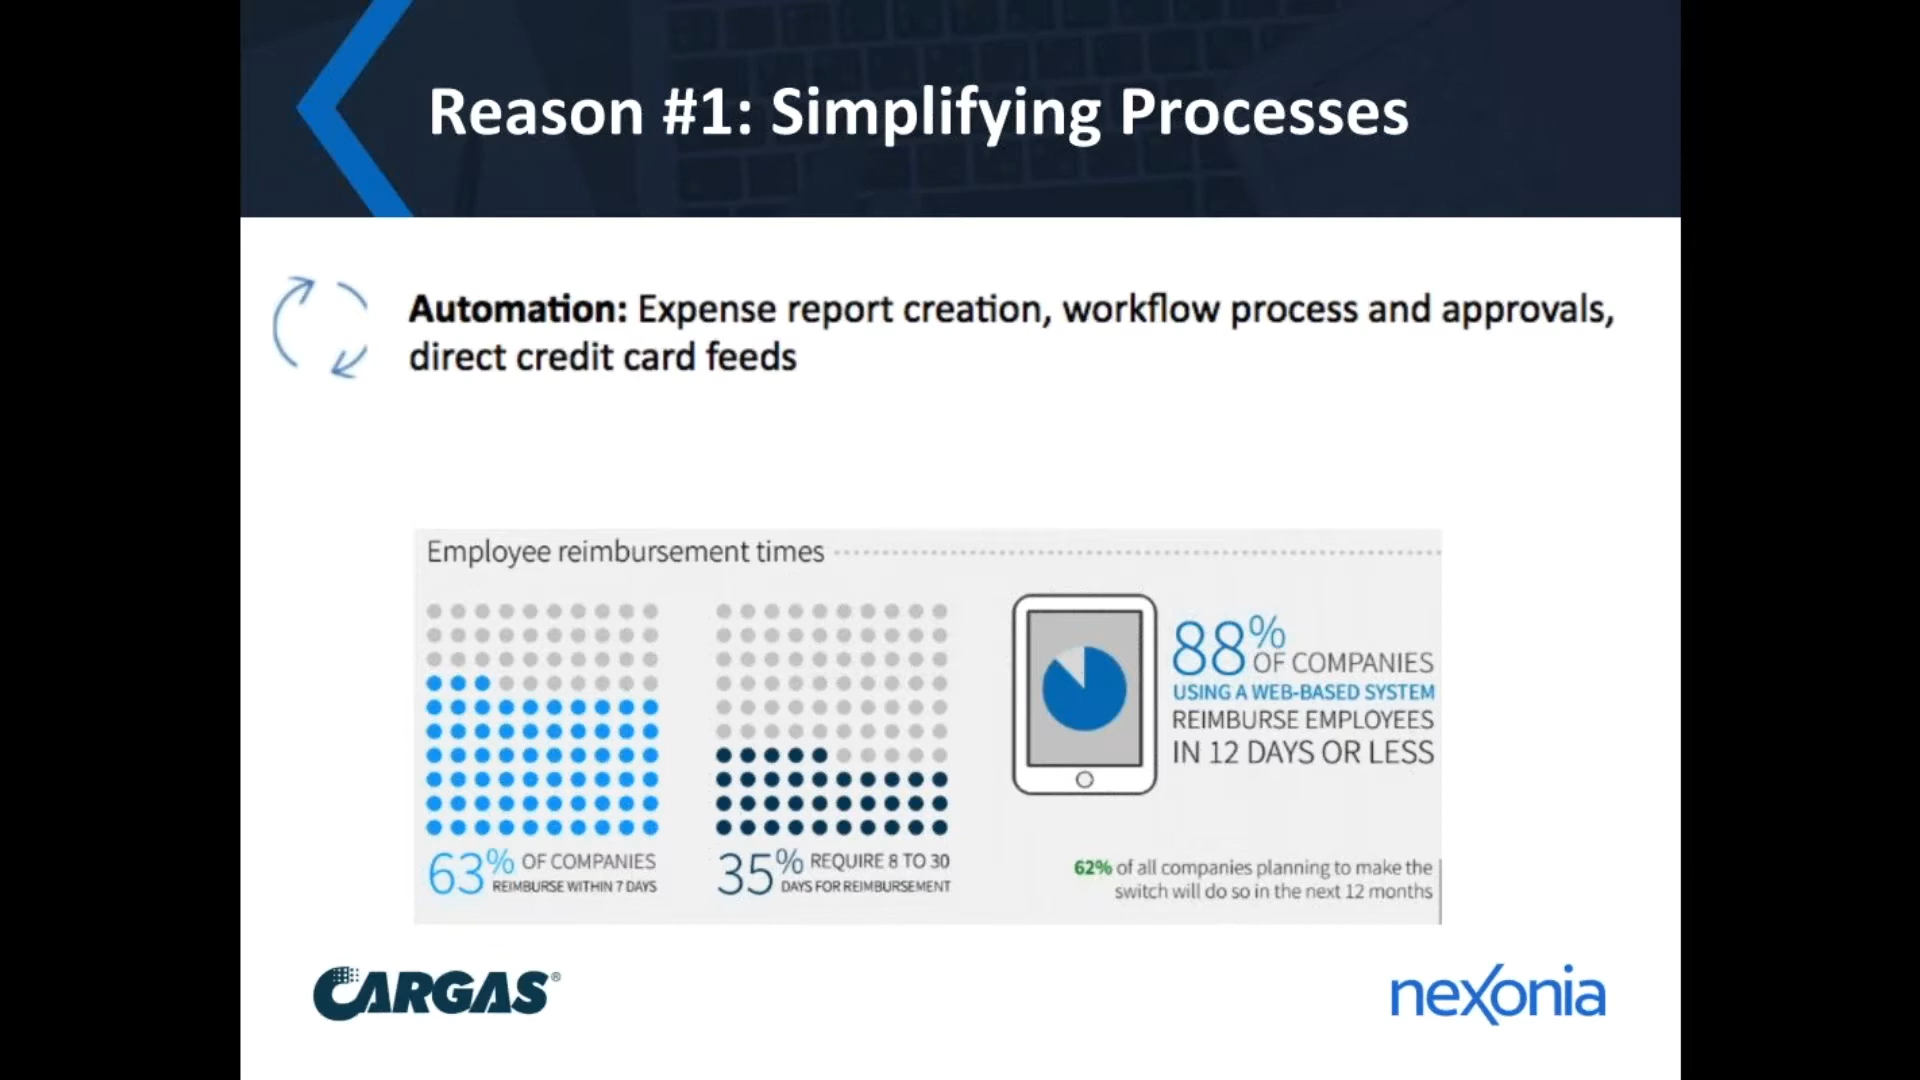 Reason #1: Simplifying Processes
Automation: Expense report creation, workflow process and approvals,
direct credit card feeds
Employee reimbursement times
63% OF COMPANIES
REIMBURSE WITHIN 7 DAYS
35% REQUIRE 8 TO 30
DAYS FOR REIMBURSEMENT
88%
OF COMPANIES
USING A WEB-BASED SYSTEM
REIMBURSE EMPLOYEES
IN 12 DAYS OR LESS
62% of all companies planning to make the
switch will do so in the next 12 months
CARGAS®
nexonia